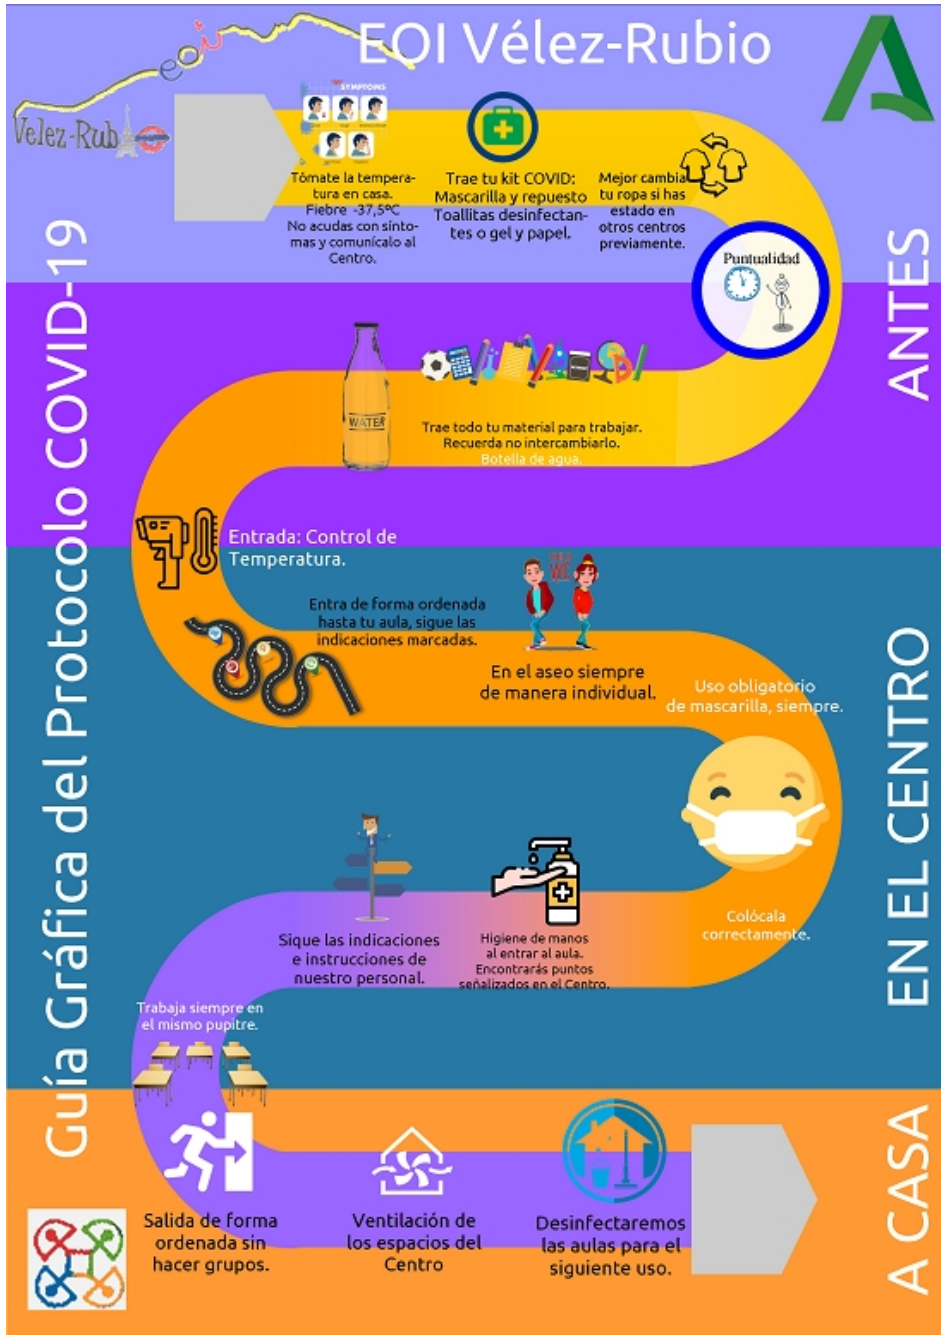 EOI Vélez-Rubio
eoi
Velez-Rubio
Guía Gráfica del Protocolo COVID-19
ANTES
SYMPTOMS
Tómate la tempera-
tura en casa.
Fiebre -37,5ºC
No acudas con sínto-
mas y comunícalo al
Centro.
Trae tu kit COVID:
Mascarilla y repuesto
Toallitas desinfectan-
tes o gel y papel.
Mejor cambia
tu ropa si has
estado en
otros centros
previamente.
Puntualidad
WATER
Trae todo tu material para trabajar.
Recuerda no intercambiarlo.
Botella de agua.
EN EL CENTRO
Entrada: Control de
Temperatura.
Entra de forma ordenada
hasta tu aula, sigue las
indicaciones marcadas.
WC
En el aseo siempre
de manera individual.
Uso obligatorio
de mascarilla, siempre.
Colócala
correctamente.
Higiene de manos
al entrar al aula.
Encontrarás puntos
señalizados en el Centro.
Sique las indicaciones
e instrucciones de
nuestro personal.
Trabaja siempre en
el mismo pupitre.
A CASA
Salida de forma
ordenada sin
hacer grupos.
Ventilación de
los espacios del
Centro
Desinfectaremos
las aulas para el
siguiente uso.